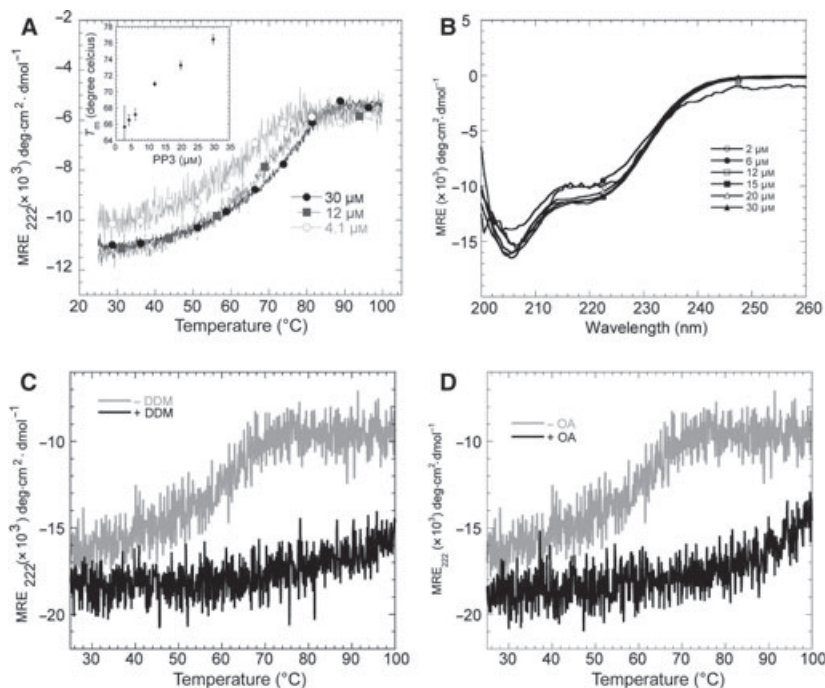 A
MRE 222 (× 10³) deg·cm²·dmol⁻¹
−2
−4
−6
−8
−10
−12
Tm (degree celcius)
78
76
74
72
70
68
66
64
0 5 10 15 20 25 30 35
PP3 (µM)
30 µM
12 µM
4.1 µM
20 30 40 50 60 70 80 90 100
Temperature (°C)
B
MRE (× 10³) deg·cm²·dmol⁻¹
5
0
−5
−10
−15
20
2 µM
6 µM
12 µM
15 µM
20 µM
30 µM
200 210 220 230 240 250 260
Wavelength (nm)
C
MRE 222 (× 10³) deg·cm²·dmol⁻¹
− DDM
+ DDM
−10
−15
−20
30 40 50 60 70 80 90 100
Temperature (°C)
D
MRE222 (× 10³) deg·cm²·dmol⁻¹
− OA
+ OA
−10
−15
−20
30 40 50 60 70 80 90 100
Temperature (°C)